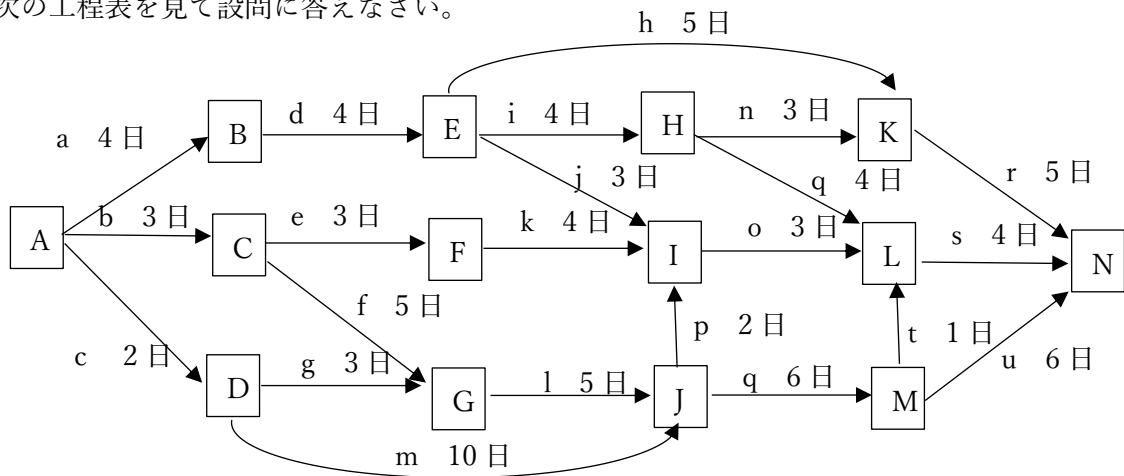 次の工程表を見て設問に答えなさい。
h 5日
a 4日
B
d 4日
E
i 4日
H
n 3日
K
j 3日
q 4日
r 5日
A
b 3日
C
e 3日
F
k 4日
I
o 3日
L
s 4日
N
f 5日
p 2日
t 1日
u 6日
c 2日
D
g 3日
G
l 5日
J
q 6日
M
m 10日